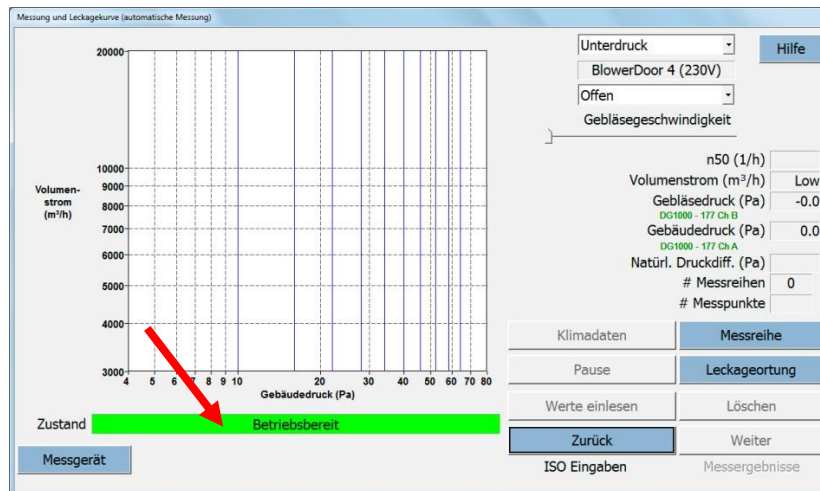 Messung und Leckagekurve (automatische Messung)
Unterdruck
Hilfe
BlowerDoor 4 (230V)
Offen
Gebläsegeschwindigkeit
20000
10000
9000
8000
7000
6000
5000
4000
3000
Volumen-
strom
(m³/h)
4 5 6 7 8 9 10 20 30 40 50 60 70 80
Gebäudedruck (Pa)
n50 (1/h)
Volumenstrom (m³/h) Low
Gebläsedruck (Pa) -0.0
DG1000 - 177 Ch B
Gebäudedruck (Pa) 0.0
DG1000 - 177 Ch A
Natürl. Druckdiff. (Pa)
# Messreihen 0
# Messpunkte
Klimadaten Messreihe
Pause Leckageortung
Werte einlesen Löschen
Zustand Betriebsbereit
Zurück Weiter
Messgerät
ISO Eingaben Messergebnisse